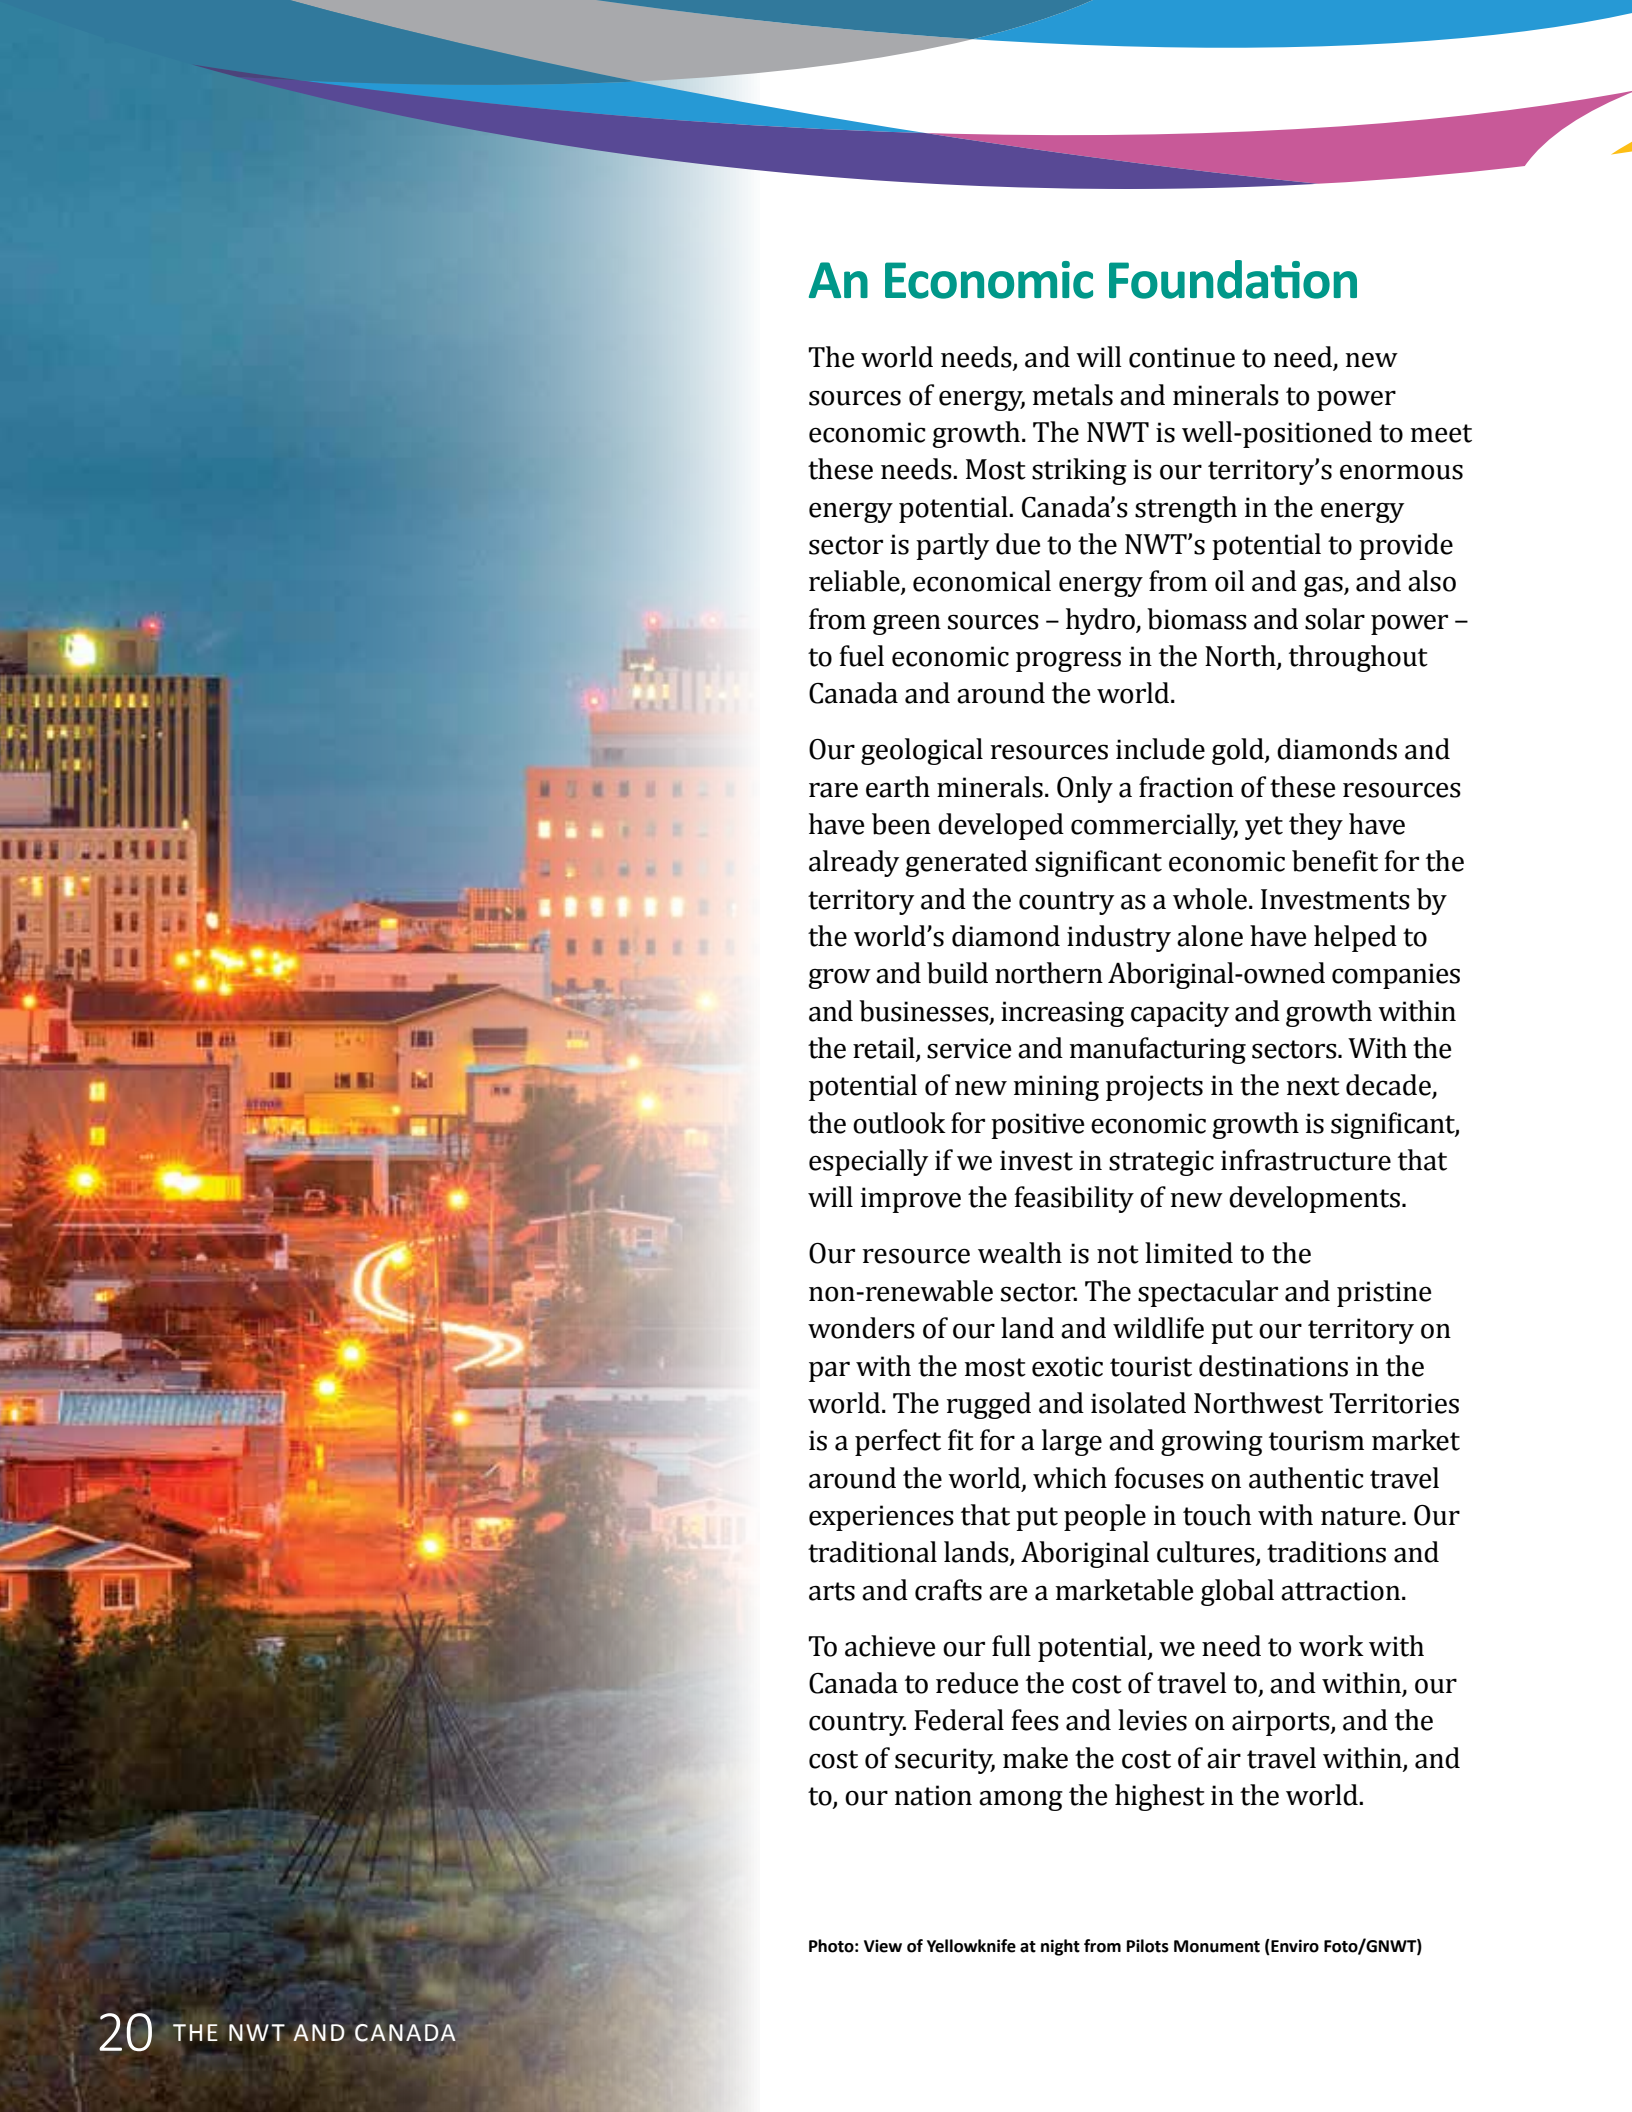 An Economic Foundation
The world needs, and will continue to need, new
sources of energy, metals and minerals to power
economic growth. The NWT is well-positioned to meet
these needs. Most striking is our territory’s enormous
energy potential. Canada’s strength in the energy
sector is partly due to the NWT’s potential to provide
reliable, economical energy from oil and gas, and also
from green sources – hydro, biomass and solar power –
to fuel economic progress in the North, throughout
Canada and around the world.
Our geological resources include gold, diamonds and
rare earth minerals. Only a fraction of these resources
have been developed commercially, yet they have
already generated significant economic benefit for the
territory and the country as a whole. Investments by
the world’s diamond industry alone have helped to
grow and build northern Aboriginal-owned companies
and businesses, increasing capacity and growth within
the retail, service and manufacturing sectors. With the
potential of new mining projects in the next decade,
the outlook for positive economic growth is significant,
especially if we invest in strategic infrastructure that
will improve the feasibility of new developments.
Our resource wealth is not limited to the
non-renewable sector. The spectacular and pristine
wonders of our land and wildlife put our territory on
par with the most exotic tourist destinations in the
world. The rugged and isolated Northwest Territories
is a perfect fit for a large and growing tourism market
around the world, which focuses on authentic travel
experiences that put people in touch with nature. Our
traditional lands, Aboriginal cultures, traditions and
arts and crafts are a marketable global attraction.
To achieve our full potential, we need to work with
Canada to reduce the cost of travel to, and within, our
country. Federal fees and levies on airports, and the
cost of security, make the cost of air travel within, and
to, our nation among the highest in the world.
Photo: View of Yellowknife at night from Pilots Monument (Enviro Foto/GNWT)
20 THE NWT AND CANADA